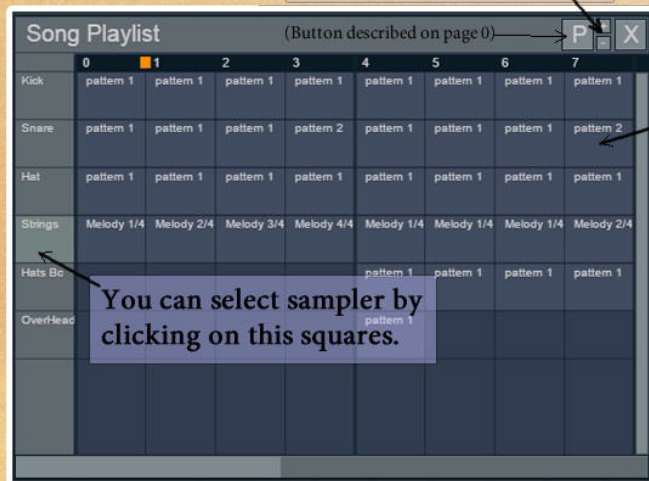 Song Playlist (Button described on page 0) P + - X
0 1 2 3 4 5 6 7
Kick pattern 1 pattern 1 pattern 1 pattern 1 pattern 1 pattern 1 pattern 1 pattern 1
Snare pattern 1 pattern 1 pattern 1 pattern 2 pattern 1 pattern 1 pattern 1 pattern 2
Hat pattern 1 pattern 1 pattern 1 pattern 1 pattern 1 pattern 1 pattern 1 pattern 1
Strings Melody 1/4 Melody 2/4 Melody 3/4 Melody 4/4 Melody 1/4 Melody 1/4 Melody 1/4 Melody 2/4
Hats Bc pattern 1 pattern 1 pattern 1 pattern 1
You can select sampler by
OverHead pattern 1
clicking on this squares.